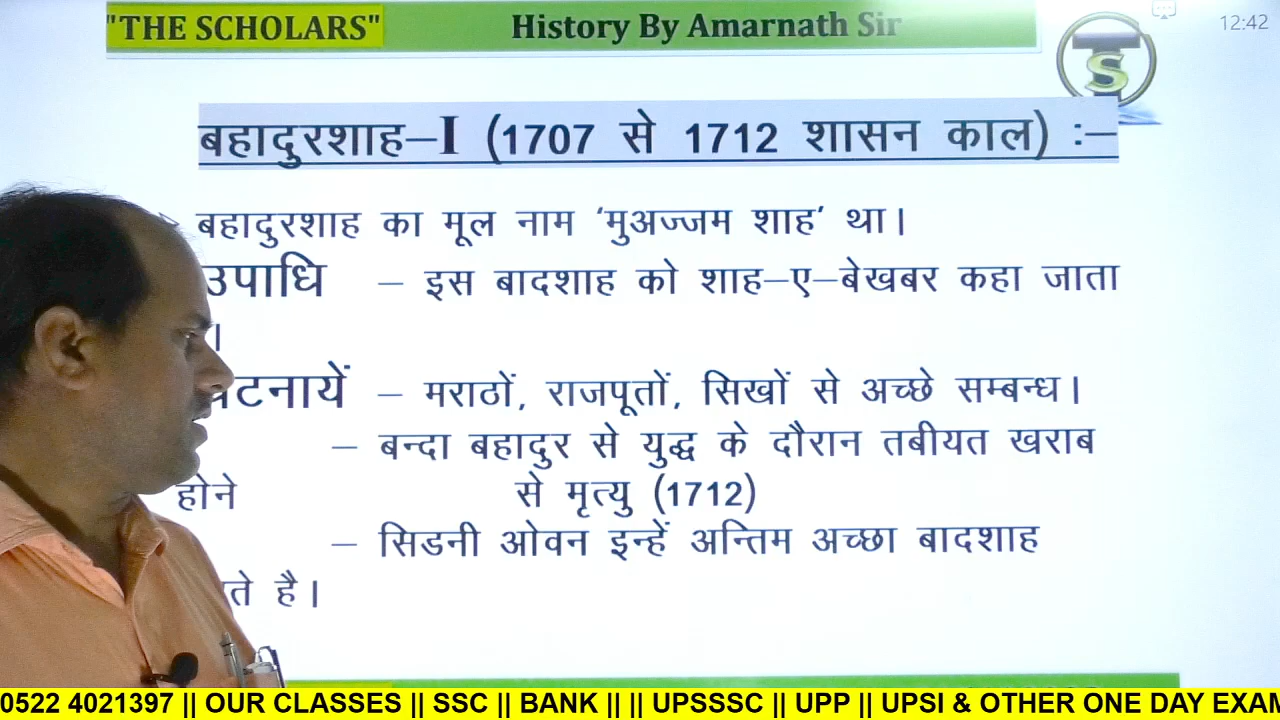 "THE SCHOLARS" History By Amarnath Sir
12:42
TS
बहादुरशाह–I (1707 से 1712 शासन काल) :–
बहादुरशाह का मूल नाम ‘मुअज्जम शाह’ था।
उपाधि – इस बादशाह को शाह–ए–बेखबर कहा जाता
।
– मराठों, राजपूतों, सिखों से अच्छे सम्बन्ध।
– बन्दा बहादुर से युद्ध के दौरान तबीयत खराब
होने से मृत्यु (1712)
– सिडनी ओवन इन्हें अन्तिम अच्छा बादशाह
है।
0522 4021397 || OUR CLASSES || SSC || BANK || || UPSSSC || UPP || UPSI & OTHER ONE DAY EXAM